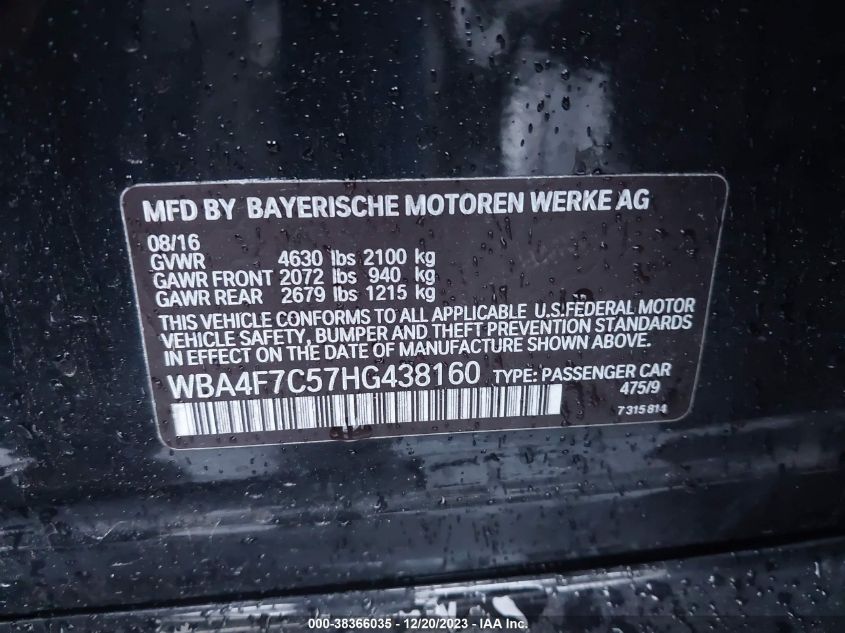 MFD BY BAYERISCHE MOTOREN WERKE AG
08/16
GVWR 4630 lbs 2100 kg
GAWR FRONT 2072 lbs 940 kg
GAWR REAR 2679 lbs 1215 kg
THIS VEHICLE CONFORMS TO ALL APPLICABLE U.S.FEDERAL MOTOR
VEHICLE SAFETY, BUMPER AND THEFT PREVENTION STANDARDS
IN EFFECT ON THE DATE OF MANUFACTURE SHOWN ABOVE.
WBA4F7C57HG438160 TYPE: PASSENGER CAR
475/9
7 315 814
000-38366035 - 12/20/2023 - IAA Inc.